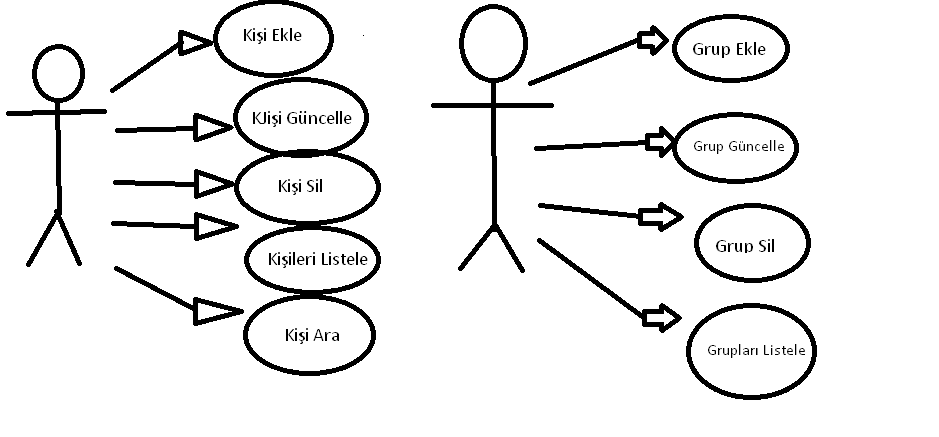 Kişi Ekle
KJişi Güncelle
Kişi Sil
Kişileri Listele
Kişi Ara
Grup Ekle
Grup Güncelle
Grup Sil
Grupları Listele